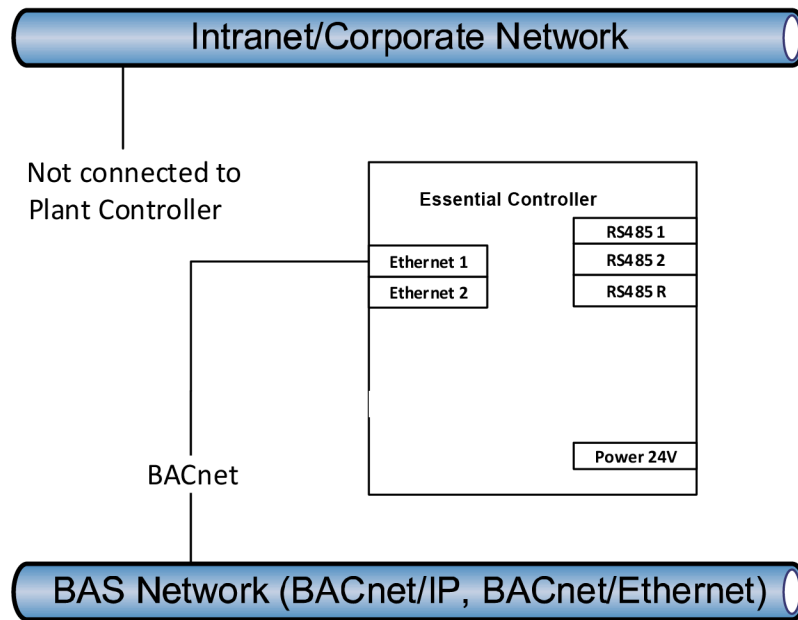 Intranet/Corporate Network
Not connected to
Plant Controller
Essential Controller
RS485 1
Ethernet 1
RS485 2
Ethernet 2
RS485 R
Power 24V
BACnet
BAS Network (BACnet/IP, BACnet/Ethernet)